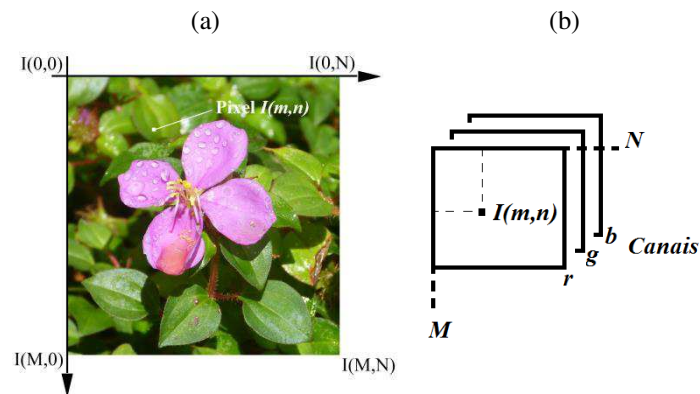 (a)
I(0,0)
I(0,N)
Pixel I(m,n)
I(M,0)
I(M,N)
(b)
N
I(m,n)
b
g
Canais
r
M